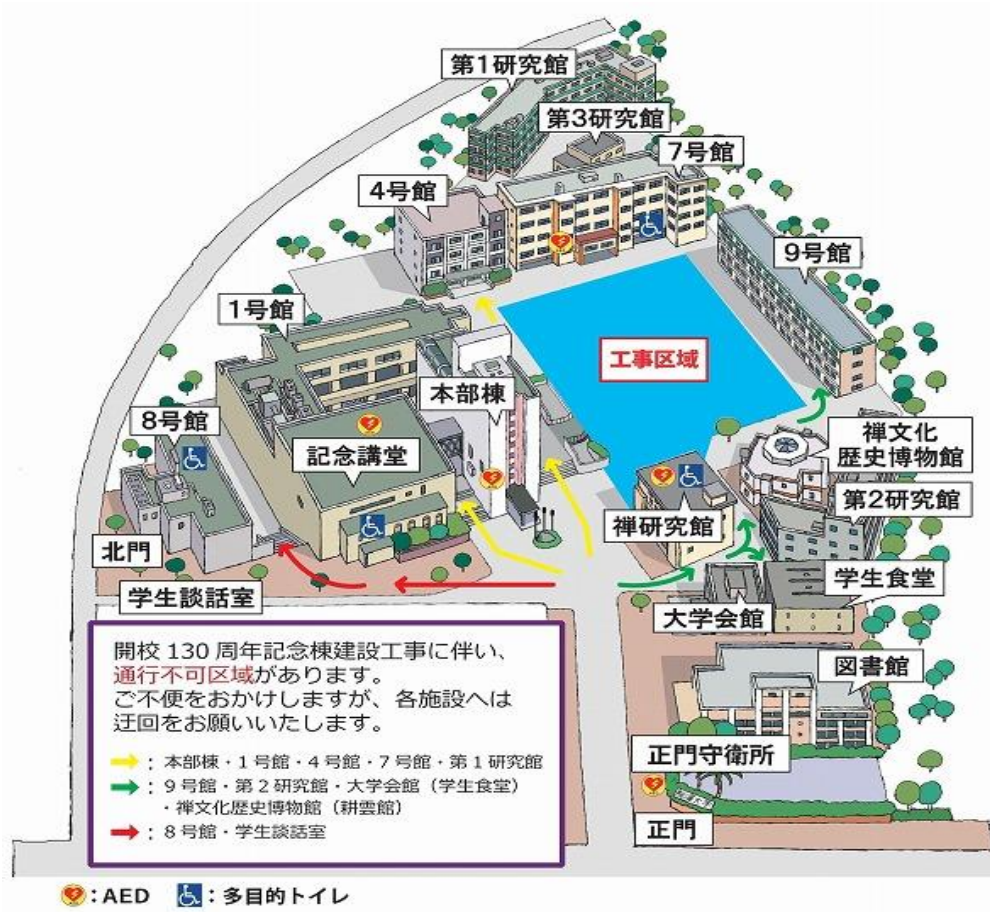 第1研究館
第3研究館
7号館
4号館
9号館
1号館
工事区域
本部棟
8号館
記念講堂
禅文化
歴史博物館
第2研究館
禅研究館
北門
学生談話室
学生食堂
大学会館
図書館
正門守衛所
正門
開校 130 周年記念棟建設工事に伴い、
通行不可区域があります。
ご不便をおかけしますが、各施設へは
迂回をお願いいたします。
：本部棟・1号館・4号館・7号館・第1研究館
：9号館・第2研究館・大学会館（学生食堂）
・禅文化歴史博物館（耕雲館）
：8号館・学生談話室
：AED ：多目的トイレ